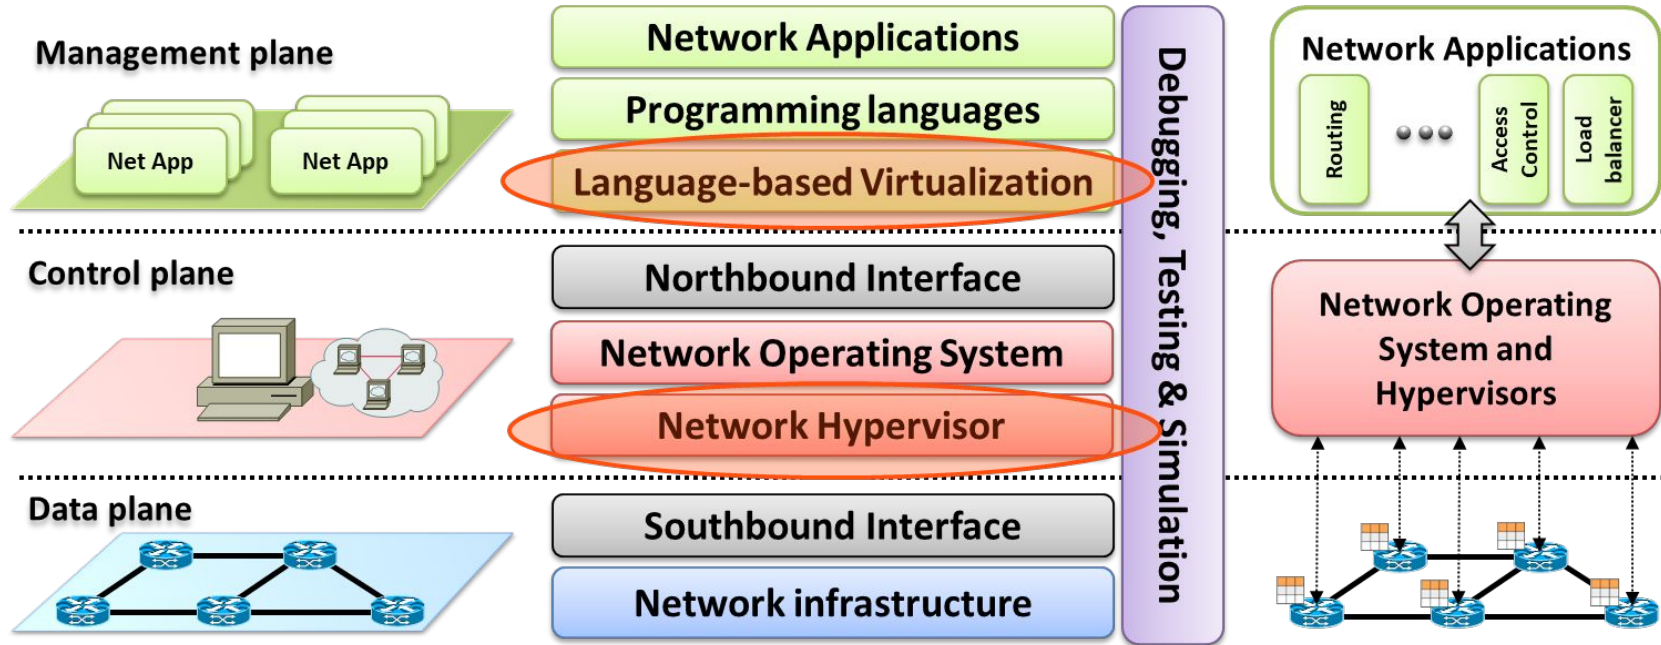 Management plane
Net App
Net App
Control plane
Data plane
Network Applications
Programming languages
Language-based Virtualization
Northbound Interface
Network Operating System
Network Hypervisor
Southbound Interface
Network infrastructure
Debugging, Testing & Simulation
Network Applications
Routing
Access
Control
Load
balancer
Network Operating
System and
Hypervisors